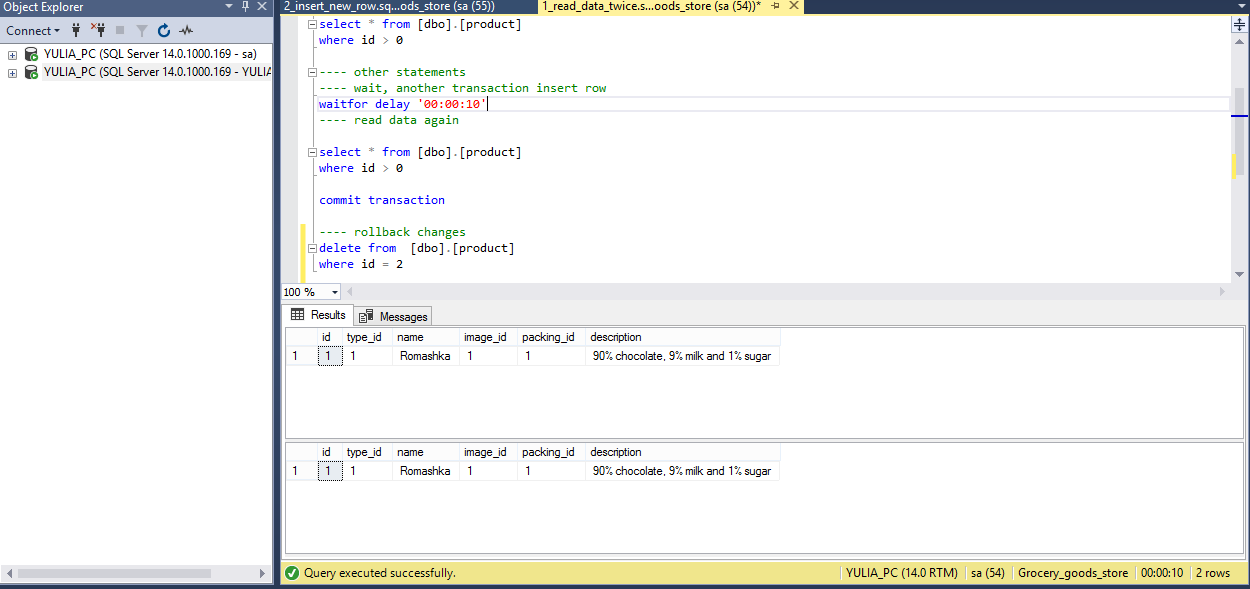 Object Explorer
Connect
YULIA_PC (SQL Server 14.0.1000.169 - sa)
YULIA_PC (SQL Server 14.0.1000.169 - YULIA
2_insert_new_row.sq...ods_store (sa (55))
1_read_data_twice.s...oods_store (sa (54))*
select * from [dbo].[product]
where id > 0
---- other statements
---- wait, another transaction insert row
waitfor delay '00:00:10'
---- read data again
select * from [dbo].[product]
where id > 0
commit transaction
---- rollback changes
delete from  [dbo].[product]
where id = 2
100 %
Results Messages
id type_id name image_id packing_id description
1 1 1 Romashka 1 1 90% chocolate, 9% milk and 1% sugar
id type_id name image_id packing_id description
1 1 1 Romashka 1 1 90% chocolate, 9% milk and 1% sugar
Query executed successfully. YULIA_PC (14.0 RTM) sa (54) Grocery_goods_store 00:00:10 2 rows